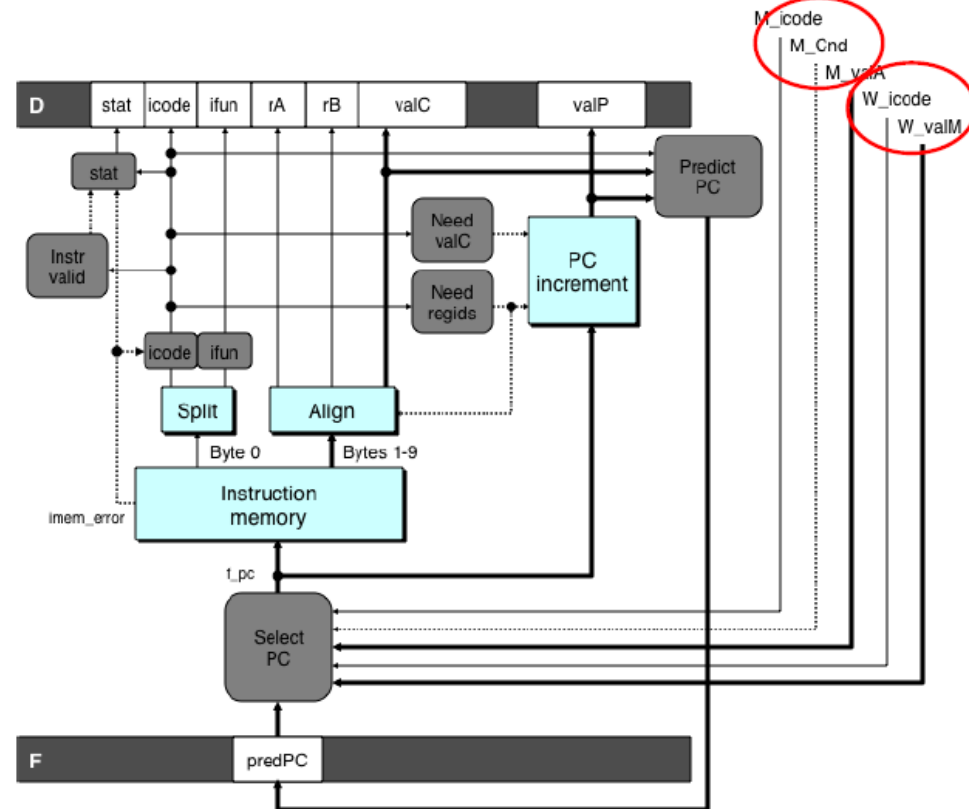 M_icode
M_Cnd
M_valA
W_icode
W_valM
D
stat
icode
ifun
rA
rB
valC
valP
stat
Predict
PC
Need
valC
Instr
valid
PC
increment
Need
regids
icode
ifun
Split
Align
Byte 0
Bytes 1-9
Instruction
memory
imem_error
f_pc
Select
PC
F
predPC